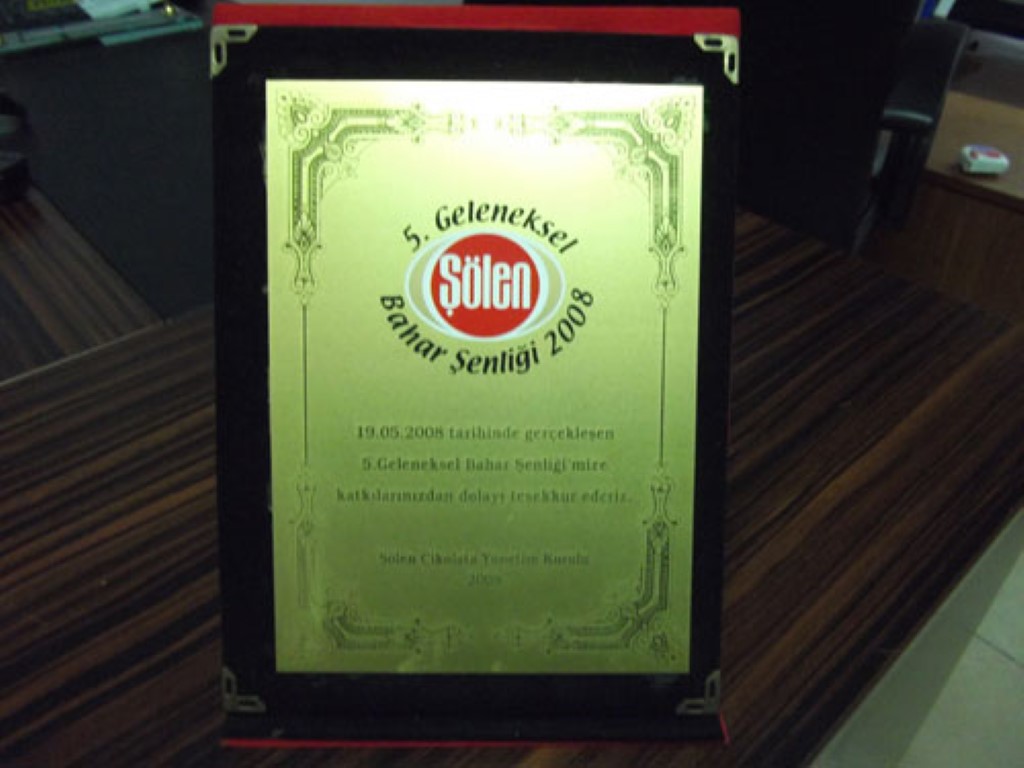 5. Geleneksel
Şölen
Bahar Şenliği 2008
19.05.2008 tarihinde gerçekleşen
5.Geleneksel Bahar Şenliği'mize
katkılarınızdan dolayı teşekkür ederiz.
Şölen Çikolata Yönetim Kurulu
2008